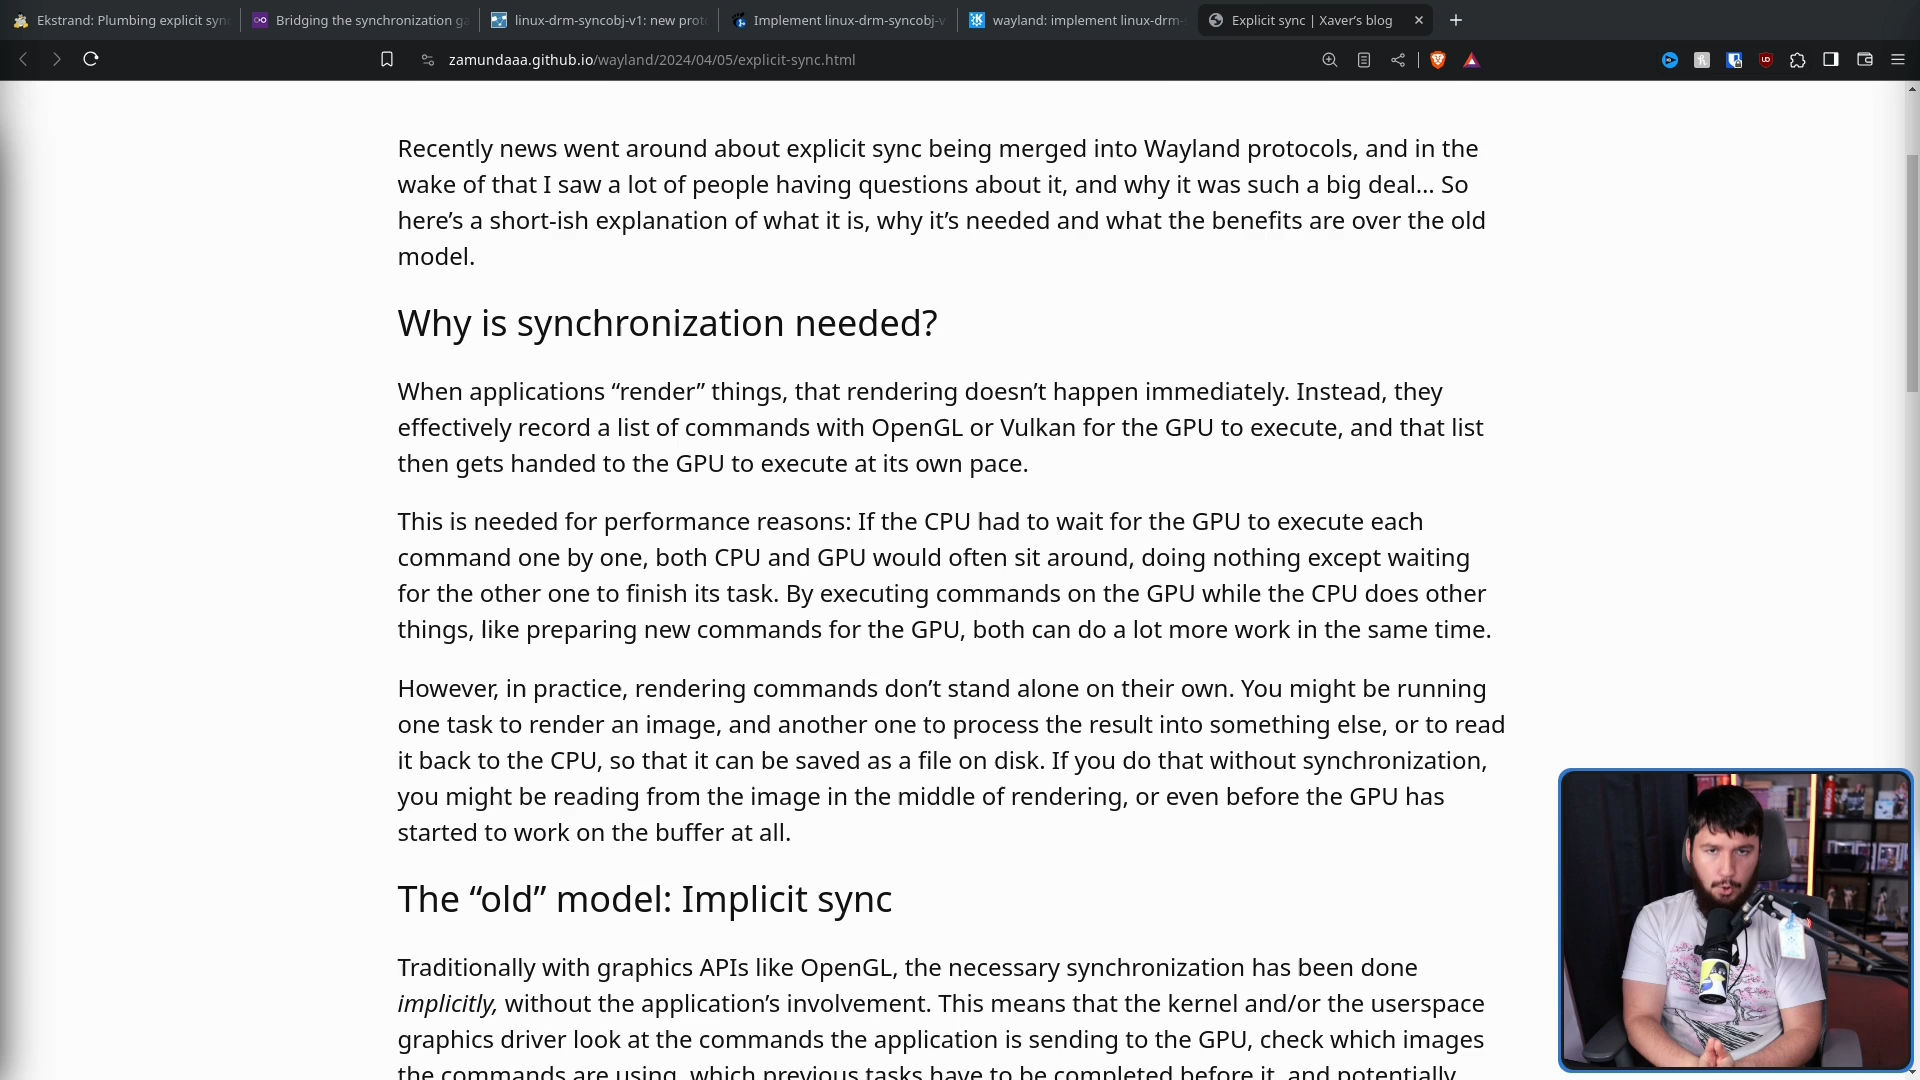 Ekstrand: Plumbing explicit sync
Bridging the synchronization ga
linux-drm-syncobj-v1: new proto
Implement linux-drm-syncobj-v
wayland: implement linux-drm-s
Explicit sync | Xaver's blog
zamundaaa.github.io/wayland/2024/04/05/explicit-sync.html
Recently news went around about explicit sync being merged into Wayland protocols, and in the
wake of that I saw a lot of people having questions about it, and why it was such a big deal… So
here’s a short-ish explanation of what it is, why it’s needed and what the benefits are over the old
model.
Why is synchronization needed?
When applications “render” things, that rendering doesn’t happen immediately. Instead, they
effectively record a list of commands with OpenGL or Vulkan for the GPU to execute, and that list
then gets handed to the GPU to execute at its own pace.
This is needed for performance reasons: If the CPU had to wait for the GPU to execute each
command one by one, both CPU and GPU would often sit around, doing nothing except waiting
for the other one to finish its task. By executing commands on the GPU while the CPU does other
things, like preparing new commands for the GPU, both can do a lot more work in the same time.
However, in practice, rendering commands don’t stand alone on their own. You might be running
one task to render an image, and another one to process the result into something else, or to read
it back to the CPU, so that it can be saved as a file on disk. If you do that without synchronization,
you might be reading from the image in the middle of rendering, or even before the GPU has
started to work on the buffer at all.
The “old” model: Implicit sync
Traditionally with graphics APIs like OpenGL, the necessary synchronization has been done
implicitly, without the application’s involvement. This means that the kernel and/or the userspace
graphics driver look at the commands the application is sending to the GPU, check which images
the commands are using, which previous tasks have to be completed before it, and potentially